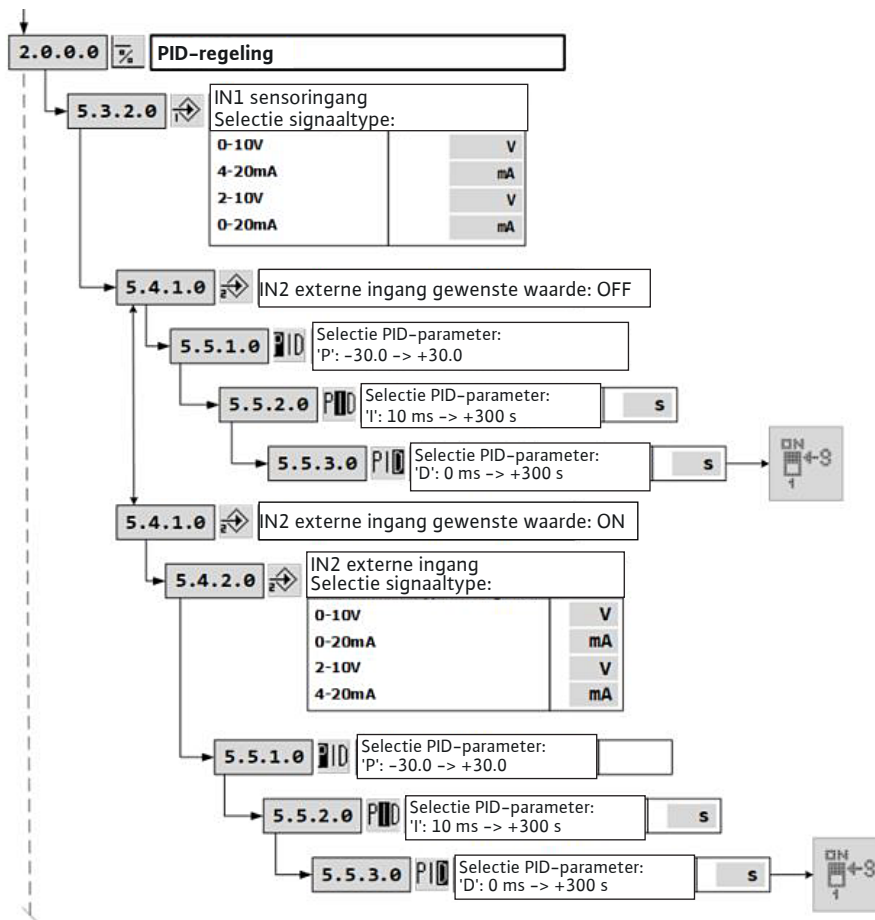 2.0.0.0 PID-regeling
5.3.2.0 1 IN1 sensoringang
Selectie signaaltype:
0-10V V
4-20mA mA
2-10V V
0-20mA mA
5.4.1.0 2 IN2 externe ingang gewenste waarde: OFF
5.5.1.0 PID Selectie PID-parameter:
'P': -30.0 -> +30.0
5.5.2.0 PID Selectie PID-parameter:
'I': 10 ms -> +300 s s
5.5.3.0 PID Selectie PID-parameter:
'D': 0 ms -> +300 s s
ON
1
5.4.1.0 2 IN2 externe ingang gewenste waarde: ON
5.4.2.0 2 IN2 externe ingang
Selectie signaaltype:
0-10V V
0-20mA mA
2-10V V
4-20mA mA
5.5.1.0 PID Selectie PID-parameter:
'P': -30.0 -> +30.0
5.5.2.0 PID Selectie PID-parameter:
'I': 10 ms -> +300 s s
5.5.3.0 PID Selectie PID-parameter:
'D': 0 ms -> +300 s s
ON
1